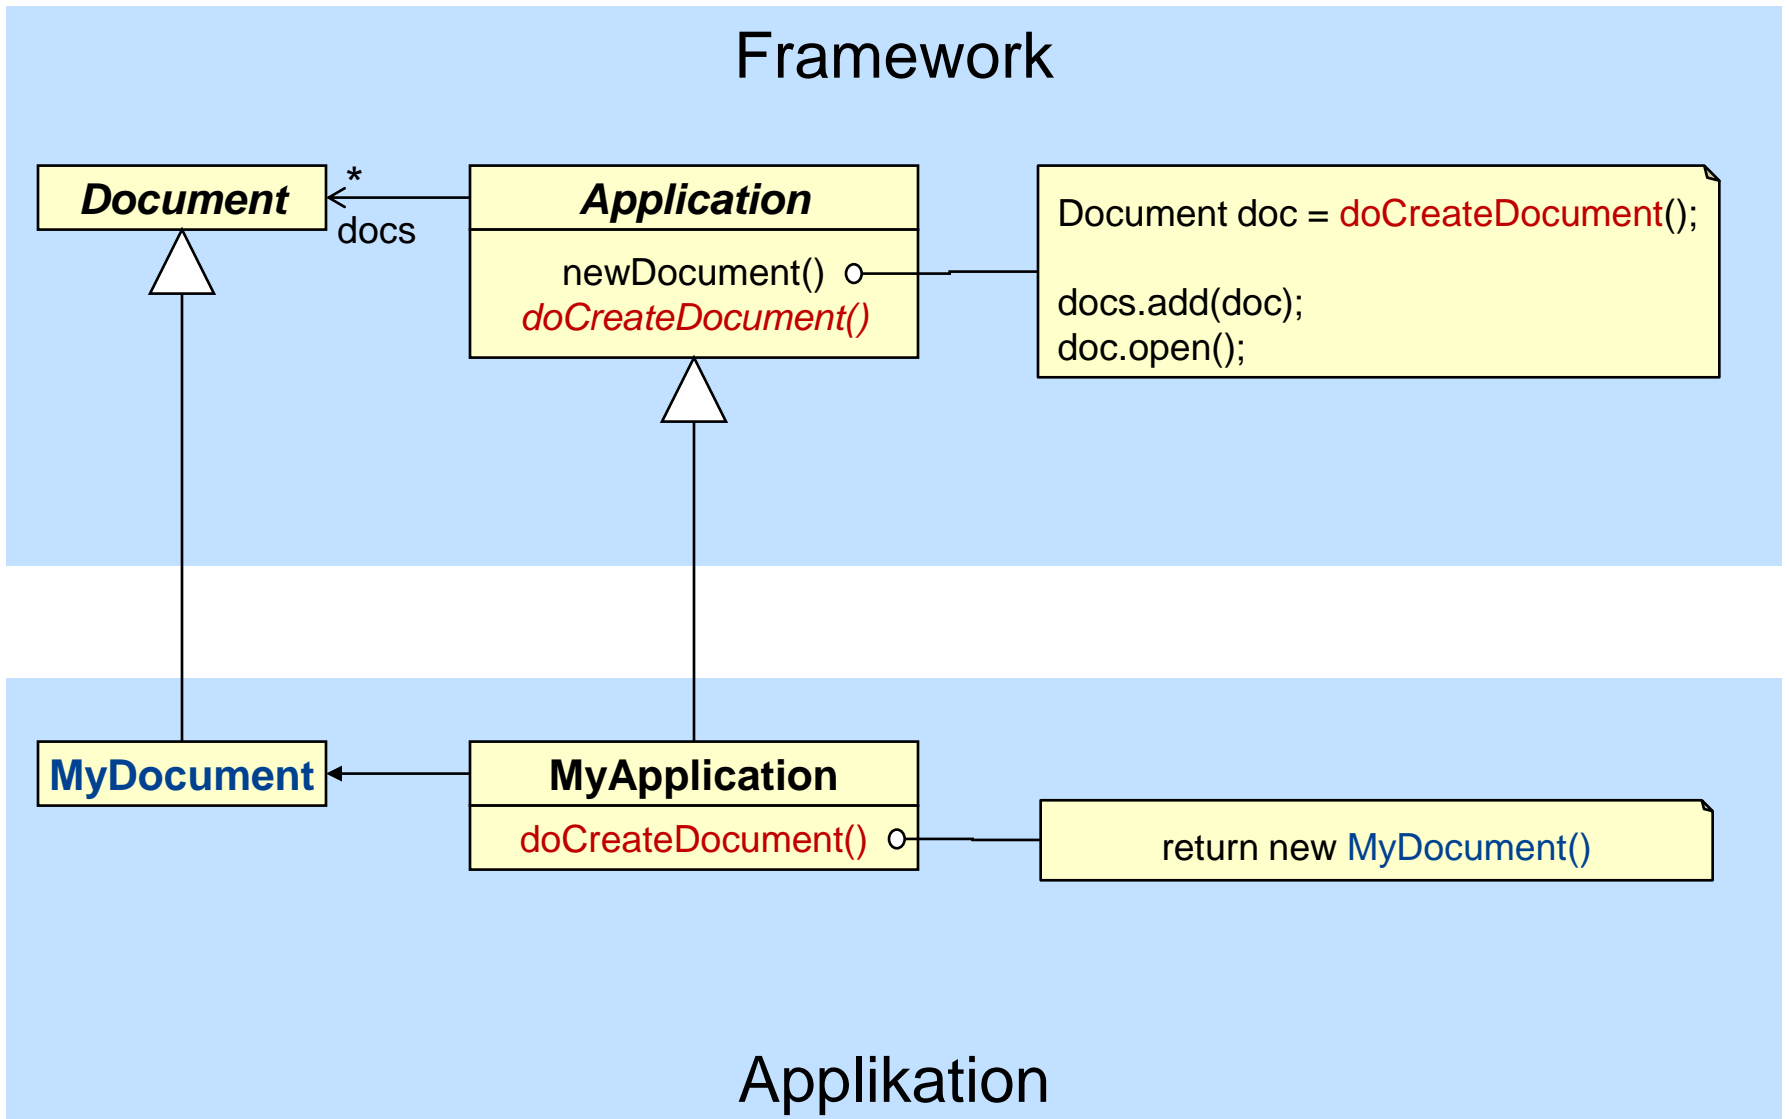 Framework
Document
*
docs
Application
newDocument()
doCreateDocument()
Document doc = doCreateDocument();
docs.add(doc);
doc.open();
MyDocument
MyApplication
doCreateDocument()
return new MyDocument()
Applikation